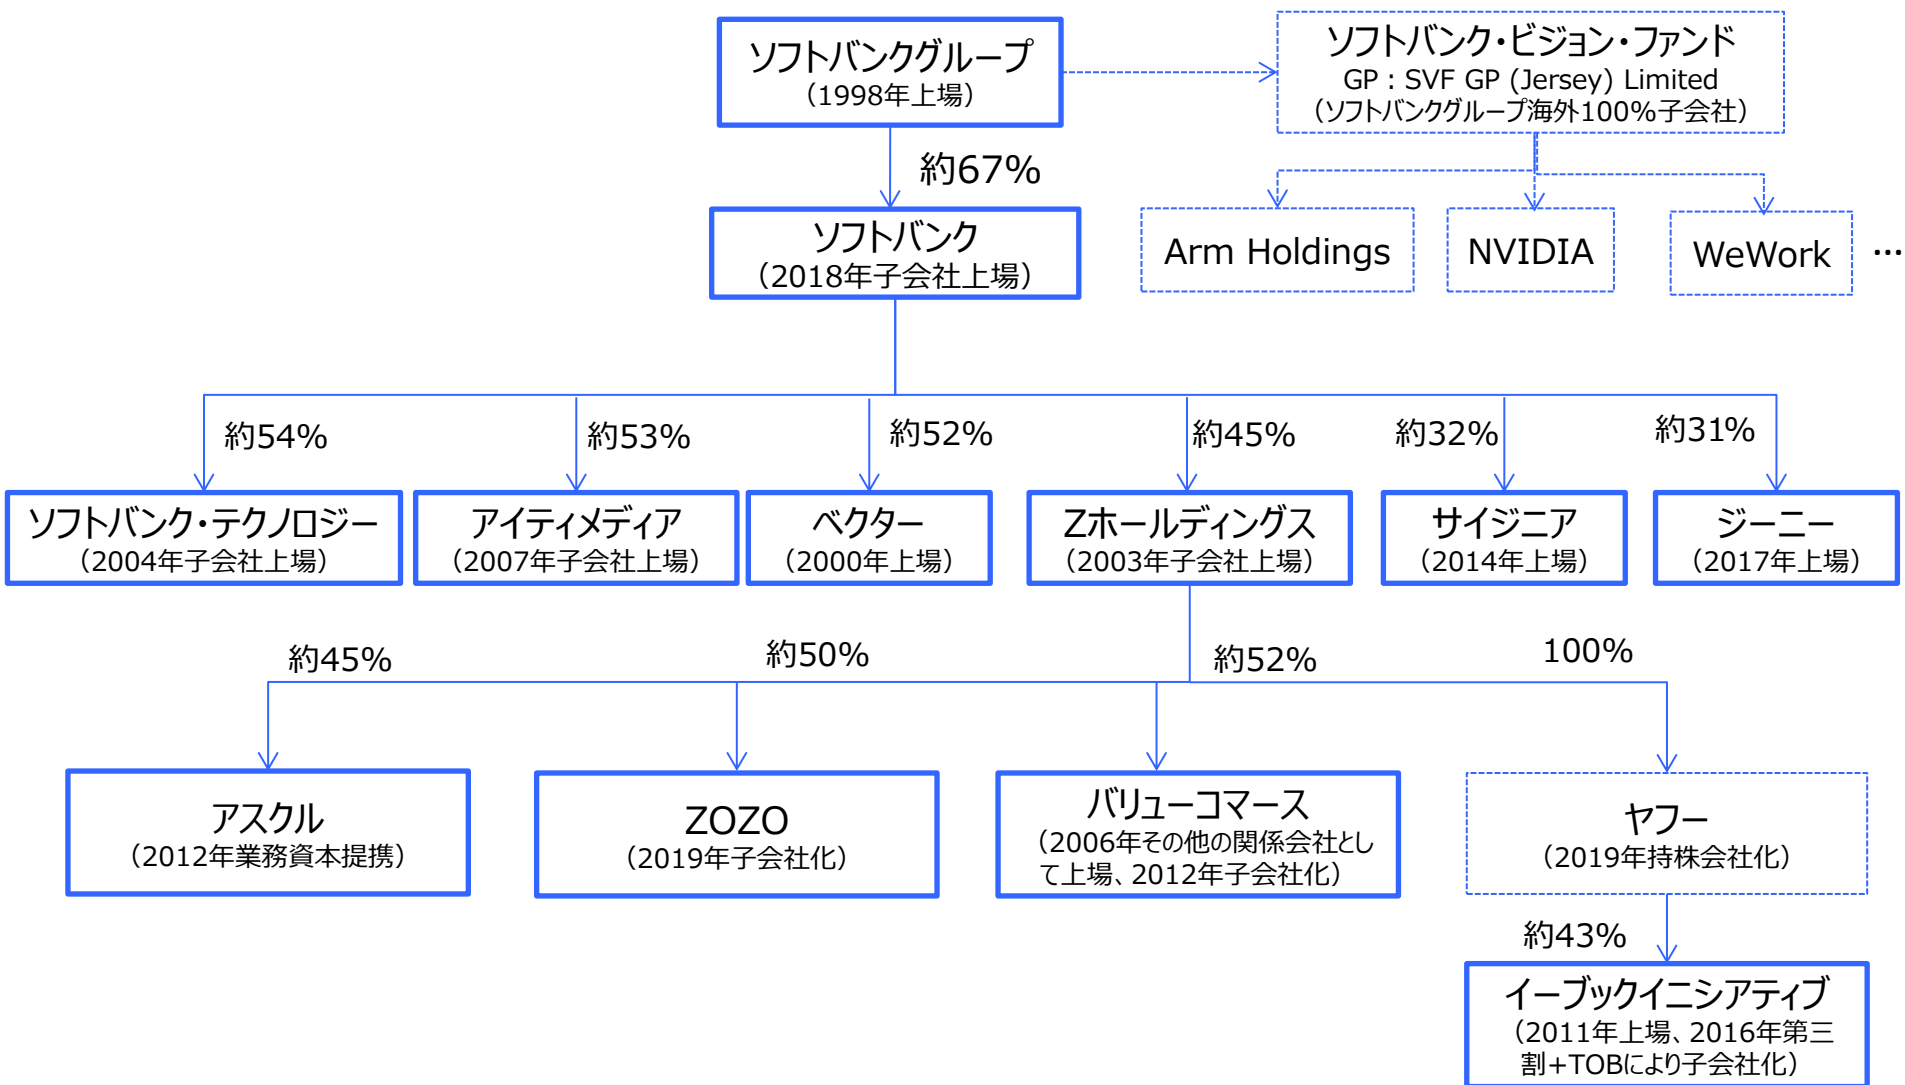 ソフトバンクグループ
（1998年上場）
ソフトバンク・ビジョン・ファンド
GP：SVF GP (Jersey) Limited
（ソフトバンクグループ海外100%子会社）
約67%
ソフトバンク
（2018年子会社上場）
Arm Holdings
NVIDIA
WeWork
…
約54%
約53%
約52%
約45%
約32%
約31%
ソフトバンク・テクノロジー
（2004年子会社上場）
アイティメディア
（2007年子会社上場）
ベクター
（2000年上場）
Zホールディングス
（2003年子会社上場）
サイジニア
（2014年上場）
ジーニー
（2017年上場）
約45%
約50%
約52%
100%
アスクル
（2012年業務資本提携）
ZOZO
（2019年子会社化）
バリューコマース
（2006年その他の関係会社とし
て上場、2012年子会社化）
ヤフー
（2019年持株会社化）
約43%
イーブックイニシアティブ
（2011年上場、2016年第三
割+TOBにより子会社化）